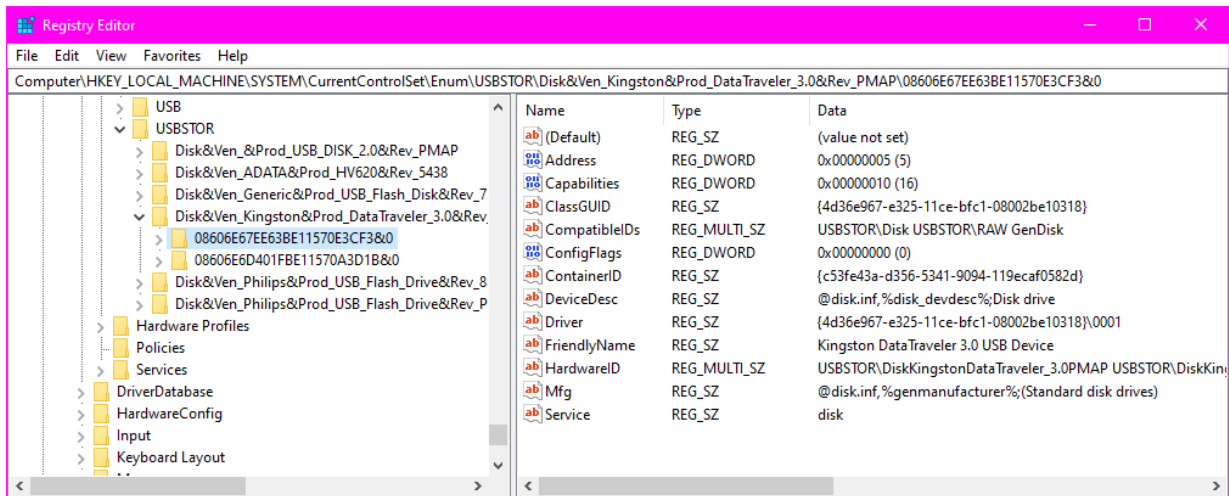 Registry Editor
File Edit View Favorites Help
Computer\HKEY_LOCAL_MACHINE\SYSTEM\CurrentControlSet\Enum\USBSTOR\Disk&Ven_Kingston&Prod_DataTraveler_3.0&Rev_PMAP\08606E67EE63BE11570E3CF3&0
USB
USBSTOR
Disk&Ven_&Prod_USB_DISK_2.0&Rev_PMAP
Disk&Ven_ADATA&Prod_HV620&Rev_5438
Disk&Ven_Generic&Prod_USB_Flash_Disk&Rev_7
Disk&Ven_Kingston&Prod_DataTraveler_3.0&Rev_
08606E67EE63BE11570E3CF3&0
08606E6D401FBE11570A3D1B&0
Disk&Ven_Philips&Prod_USB_Flash_Drive&Rev_8
Disk&Ven_Philips&Prod_USB_Flash_Drive&Rev_P
Hardware Profiles
Policies
Services
DriverDatabase
HardwareConfig
Input
Keyboard Layout
Name Type Data
(Default) REG_SZ (value not set)
Address REG_DWORD 0x00000005 (5)
Capabilities REG_DWORD 0x00000010 (16)
ClassGUID REG_SZ {4d36e967-e325-11ce-bfc1-08002be10318}
CompatibleIDs REG_MULTI_SZ USBSTOR\Disk USBSTOR\RAW GenDisk
ConfigFlags REG_DWORD 0x00000000 (0)
ContainerID REG_SZ {c53fe43a-d356-5341-9094-119ecaf0582d}
DeviceDesc REG_SZ @disk.inf,%disk_devdesc%;Disk drive
Driver REG_SZ {4d36e967-e325-11ce-bfc1-08002be10318}\0001
FriendlyName REG_SZ Kingston DataTraveler 3.0 USB Device
HardwareID REG_MULTI_SZ USBSTOR\DiskKingstonDataTraveler_3.0PMAP USBSTOR\DiskKin
Mfg REG_SZ @disk.inf,%genmanufacturer%;(Standard disk drives)
Service REG_SZ disk